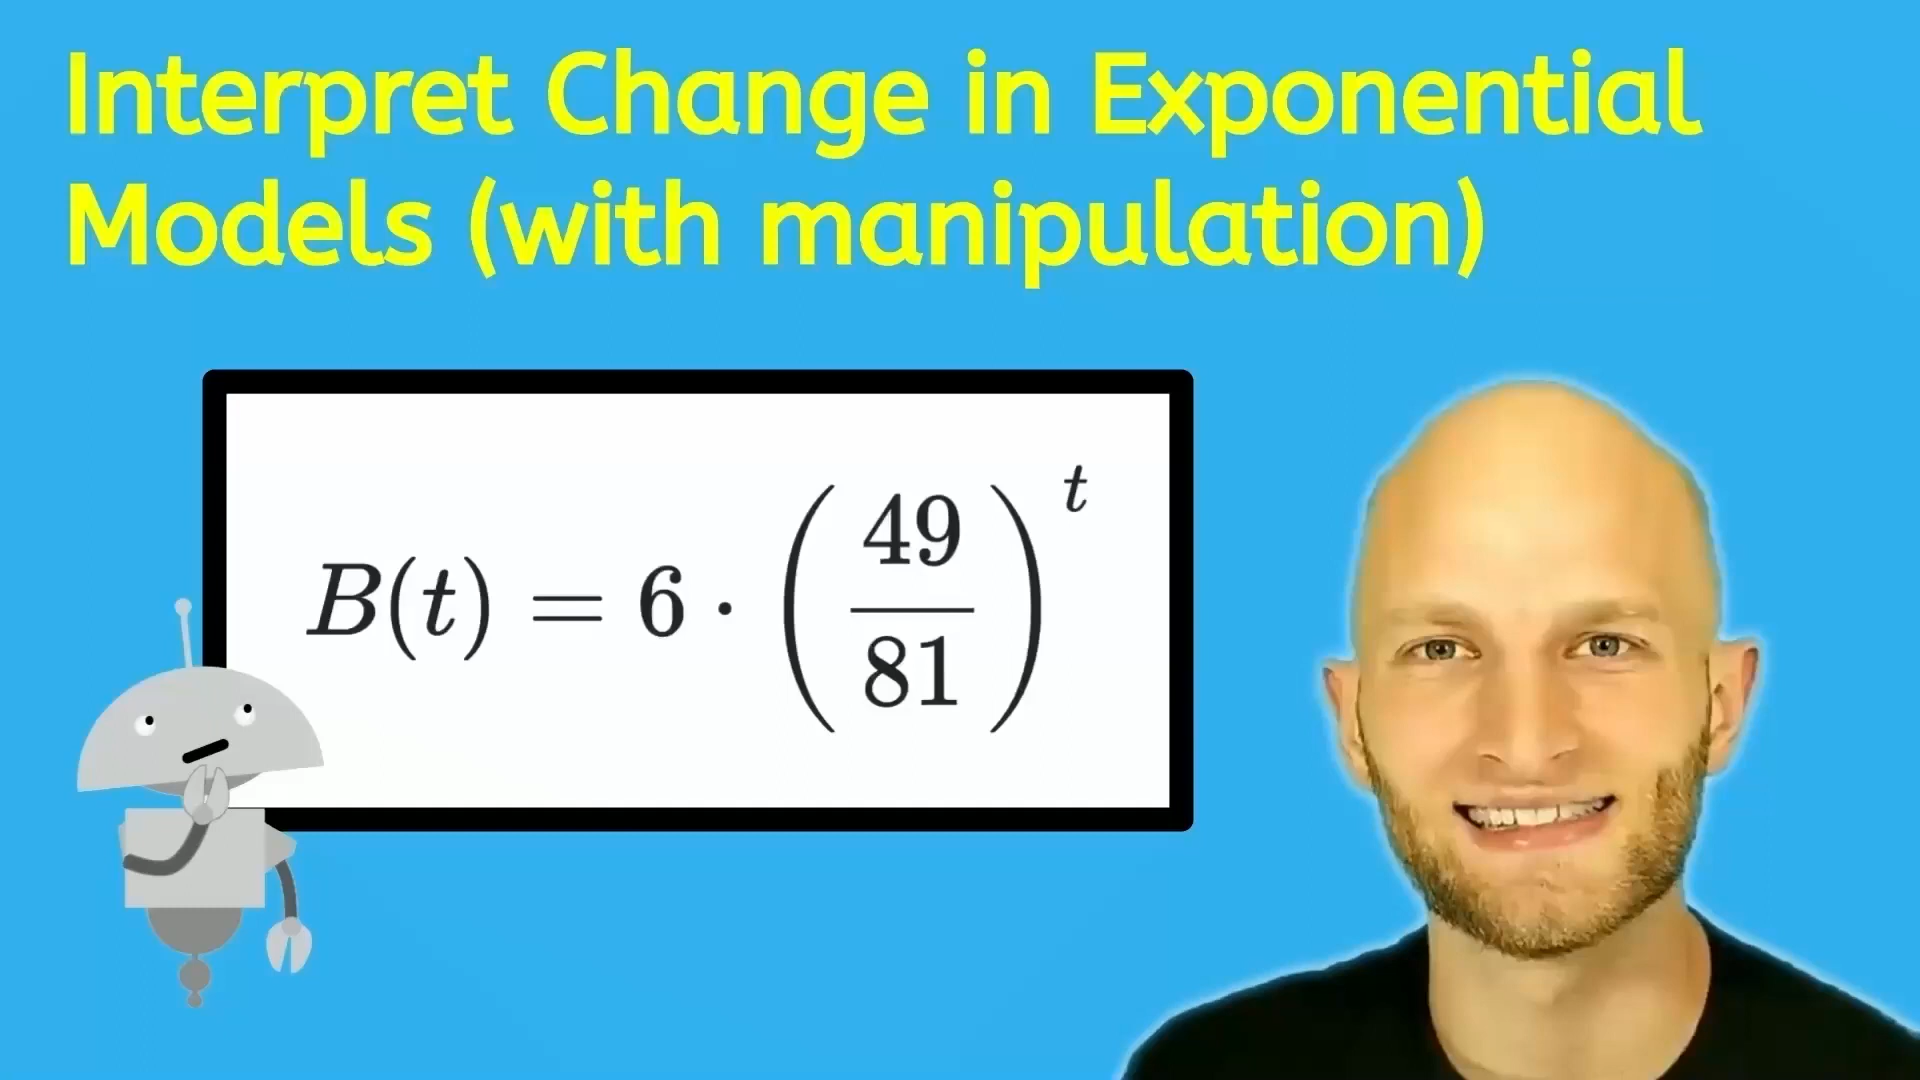 Interpret Change in Exponential
Models (with manipulation)
B(t) = 6 · (49/81)^t